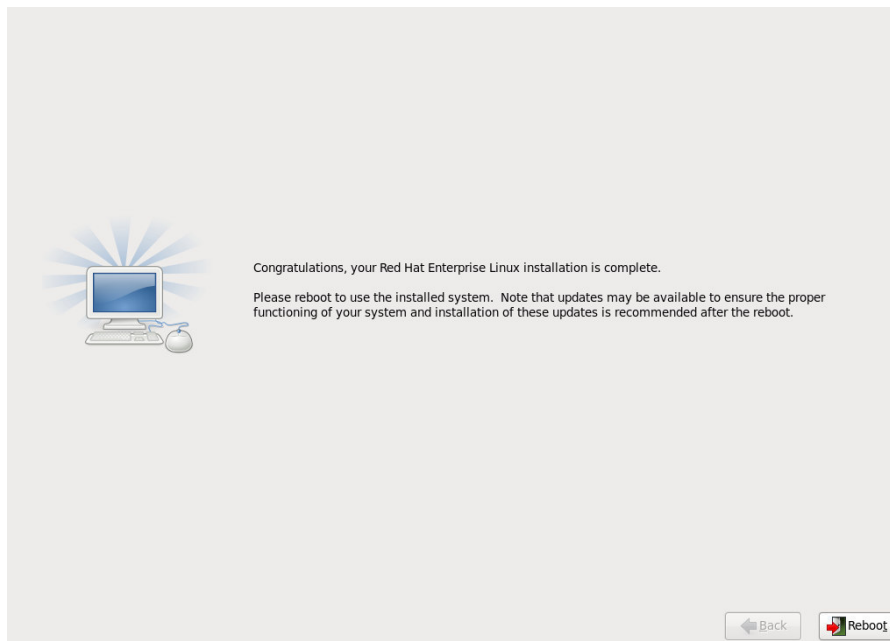 Congratulations, your Red Hat Enterprise Linux installation is complete.
Please reboot to use the installed system.  Note that updates may be available to ensure the proper
functioning of your system and installation of these updates is recommended after the reboot.
Back
Reboot